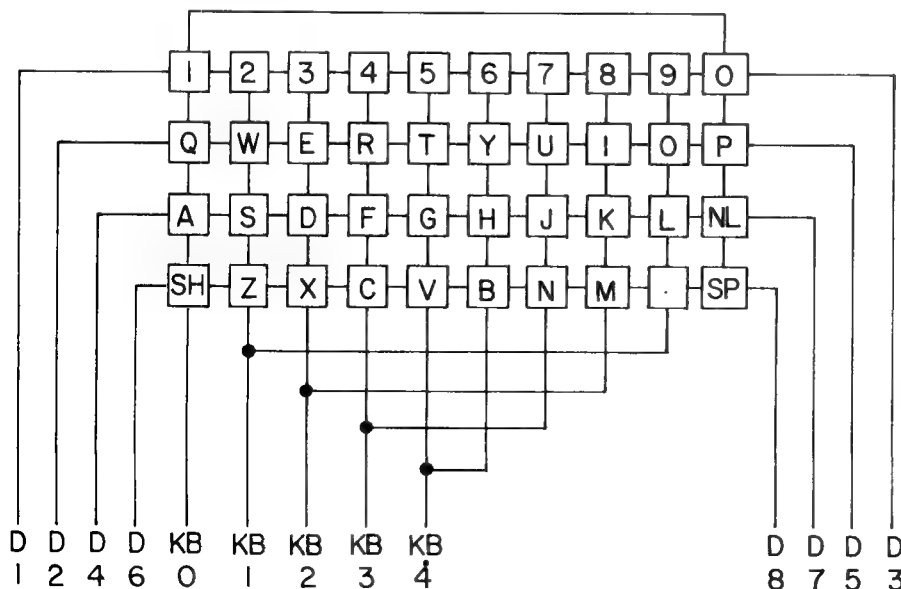 1 2 3 4 5 6 7 8 9 0
Q W E R T Y U I O P
A S D F G H J K L NL
SH Z X C V B N M . SP
D D D D KB KB KB KB KB D D D D
1 2 4 6 0 1 2 3 4 8 7 5 3